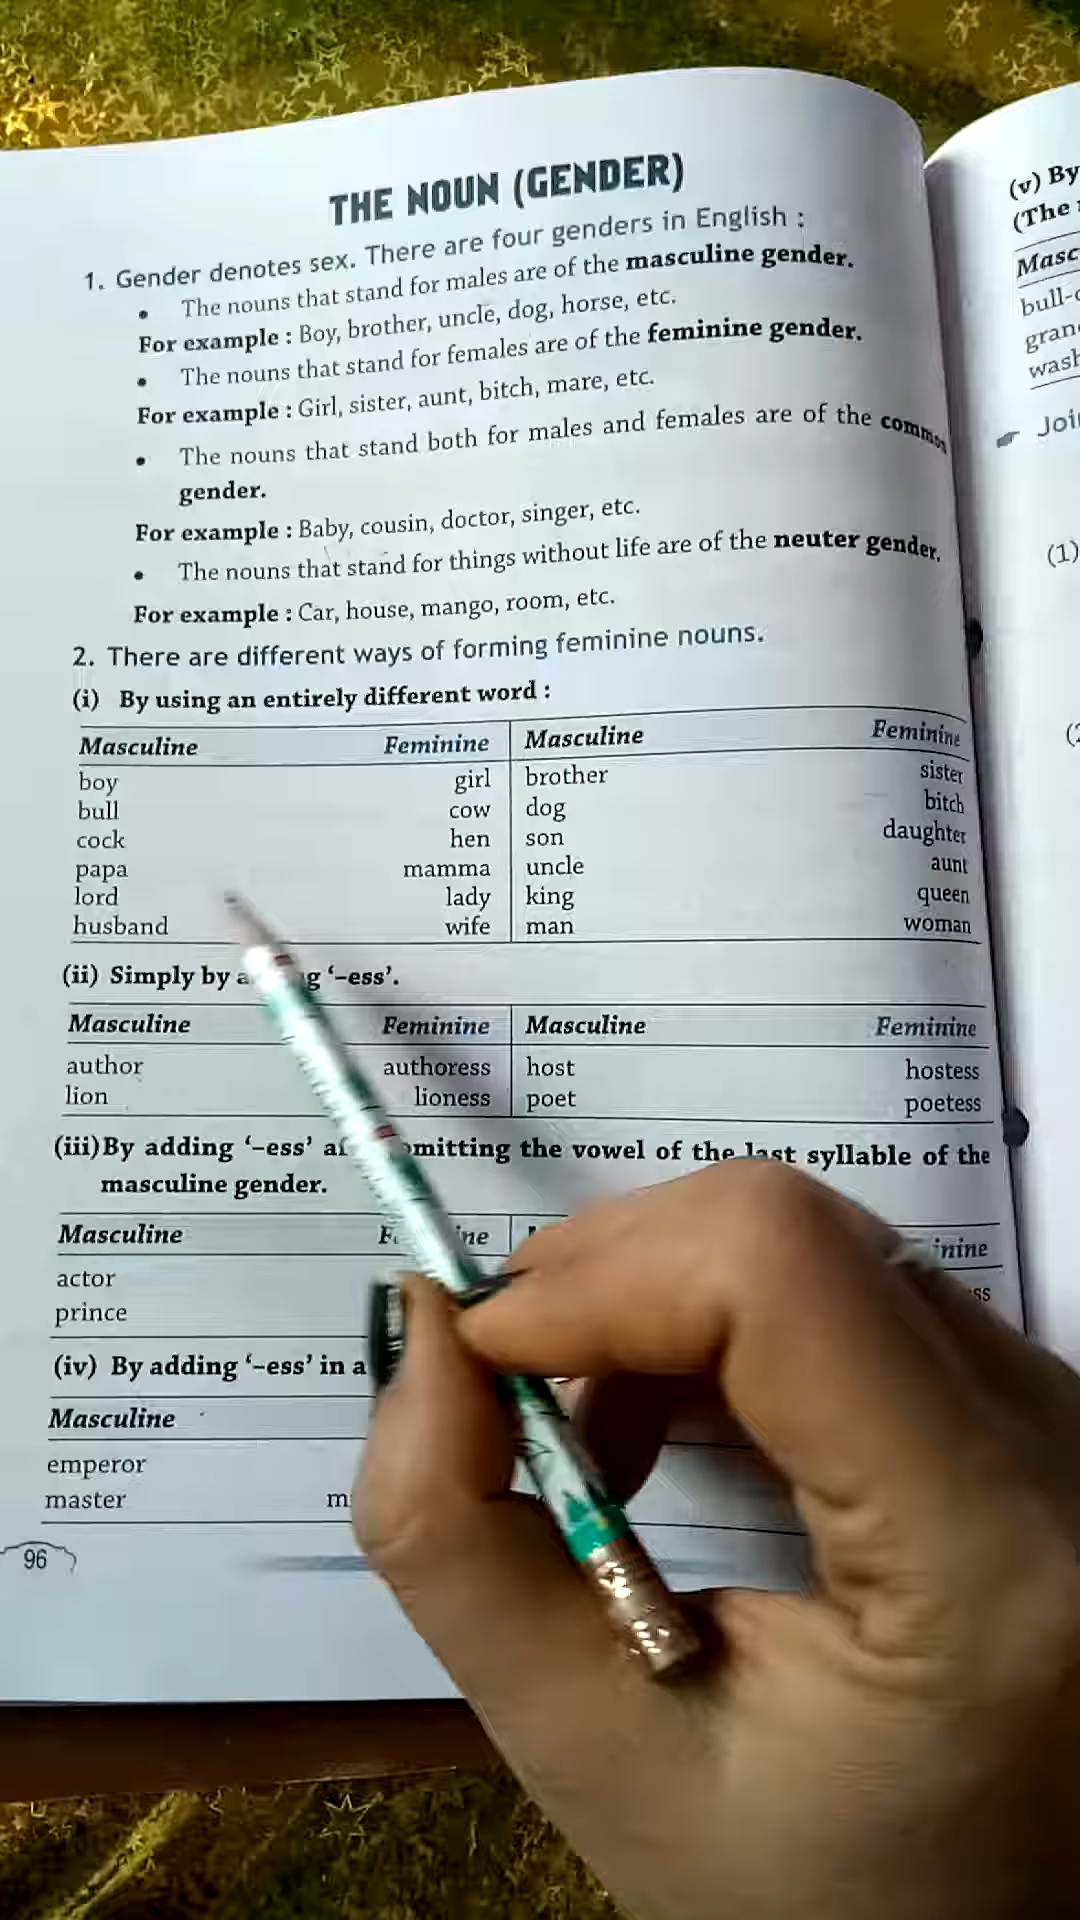 THE NOUN (GENDER)
1. Gender denotes sex. There are four genders in English :
• The nouns that stand for males are of the masculine gender.
For example : Boy, brother, uncle, dog, horse, etc.
• The nouns that stand for females are of the feminine gender.
For example : Girl, sister, aunt, bitch, mare, etc.
• The nouns that stand both for males and females are of the common
gender.
For example : Baby, cousin, doctor, singer, etc.
• The nouns that stand for things without life are of the neuter gender.
For example : Car, house, mango, room, etc.
2. There are different ways of forming feminine nouns.
(i) By using an entirely different word :
Masculine Feminine Masculine Feminine
boy girl brother sister
bull cow dog bitch
cock hen son daughter
papa mamma uncle aunt
lord lady king queen
husband wife man woman
(ii) Simply by '-ess'.
Masculine Feminine Masculine Feminine
author authoress host hostess
lion lioness poet poetess
(iii) By adding '-ess' omitting the vowel of the last syllable of the
masculine gender.
Masculine
actor
prince
(iv) By adding '-ess' in a
Masculine
emperor
master
96
(v) By
(The
(1)